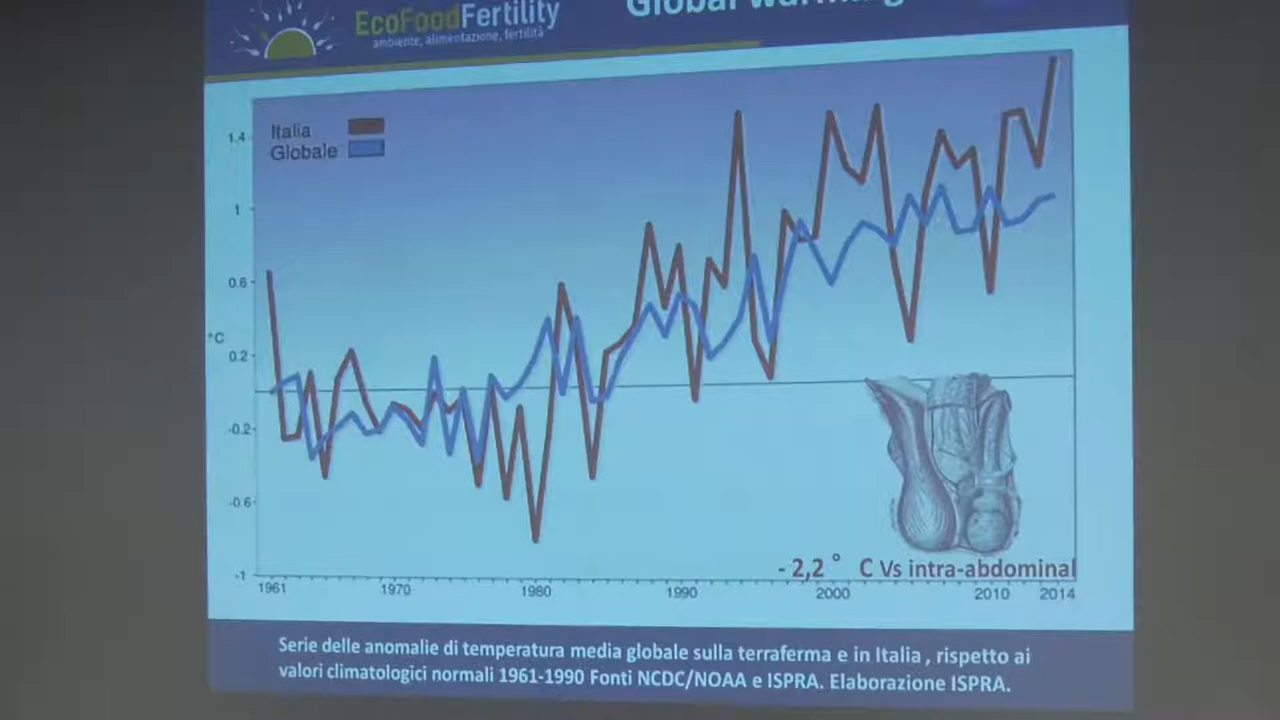 EcoFoodFertility
ambiente, alimentazione, fertilità
Global warming
Italia
Globale
1.4
1
0.6
°C
0.2
-0.2
-0.6
-1
1961 1970 1980 1990 2000 2010 2014
- 2,2 ° C Vs intra-abdominal
Serie delle anomalie di temperatura media globale sulla terraferma e in Italia , rispetto ai
valori climatologici normali 1961-1990 Fonti NCDC/NOAA e ISPRA. Elaborazione ISPRA.